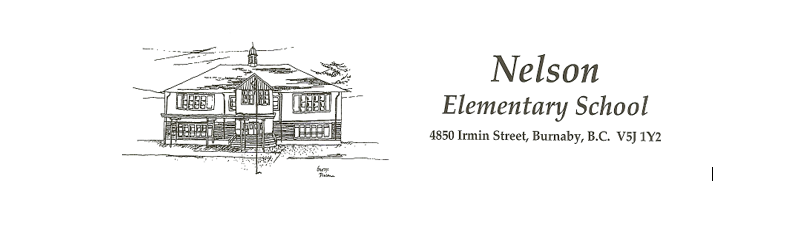 Nelson
Elementary School
4850 Irmin Street, Burnaby, B.C. V5J 1Y2